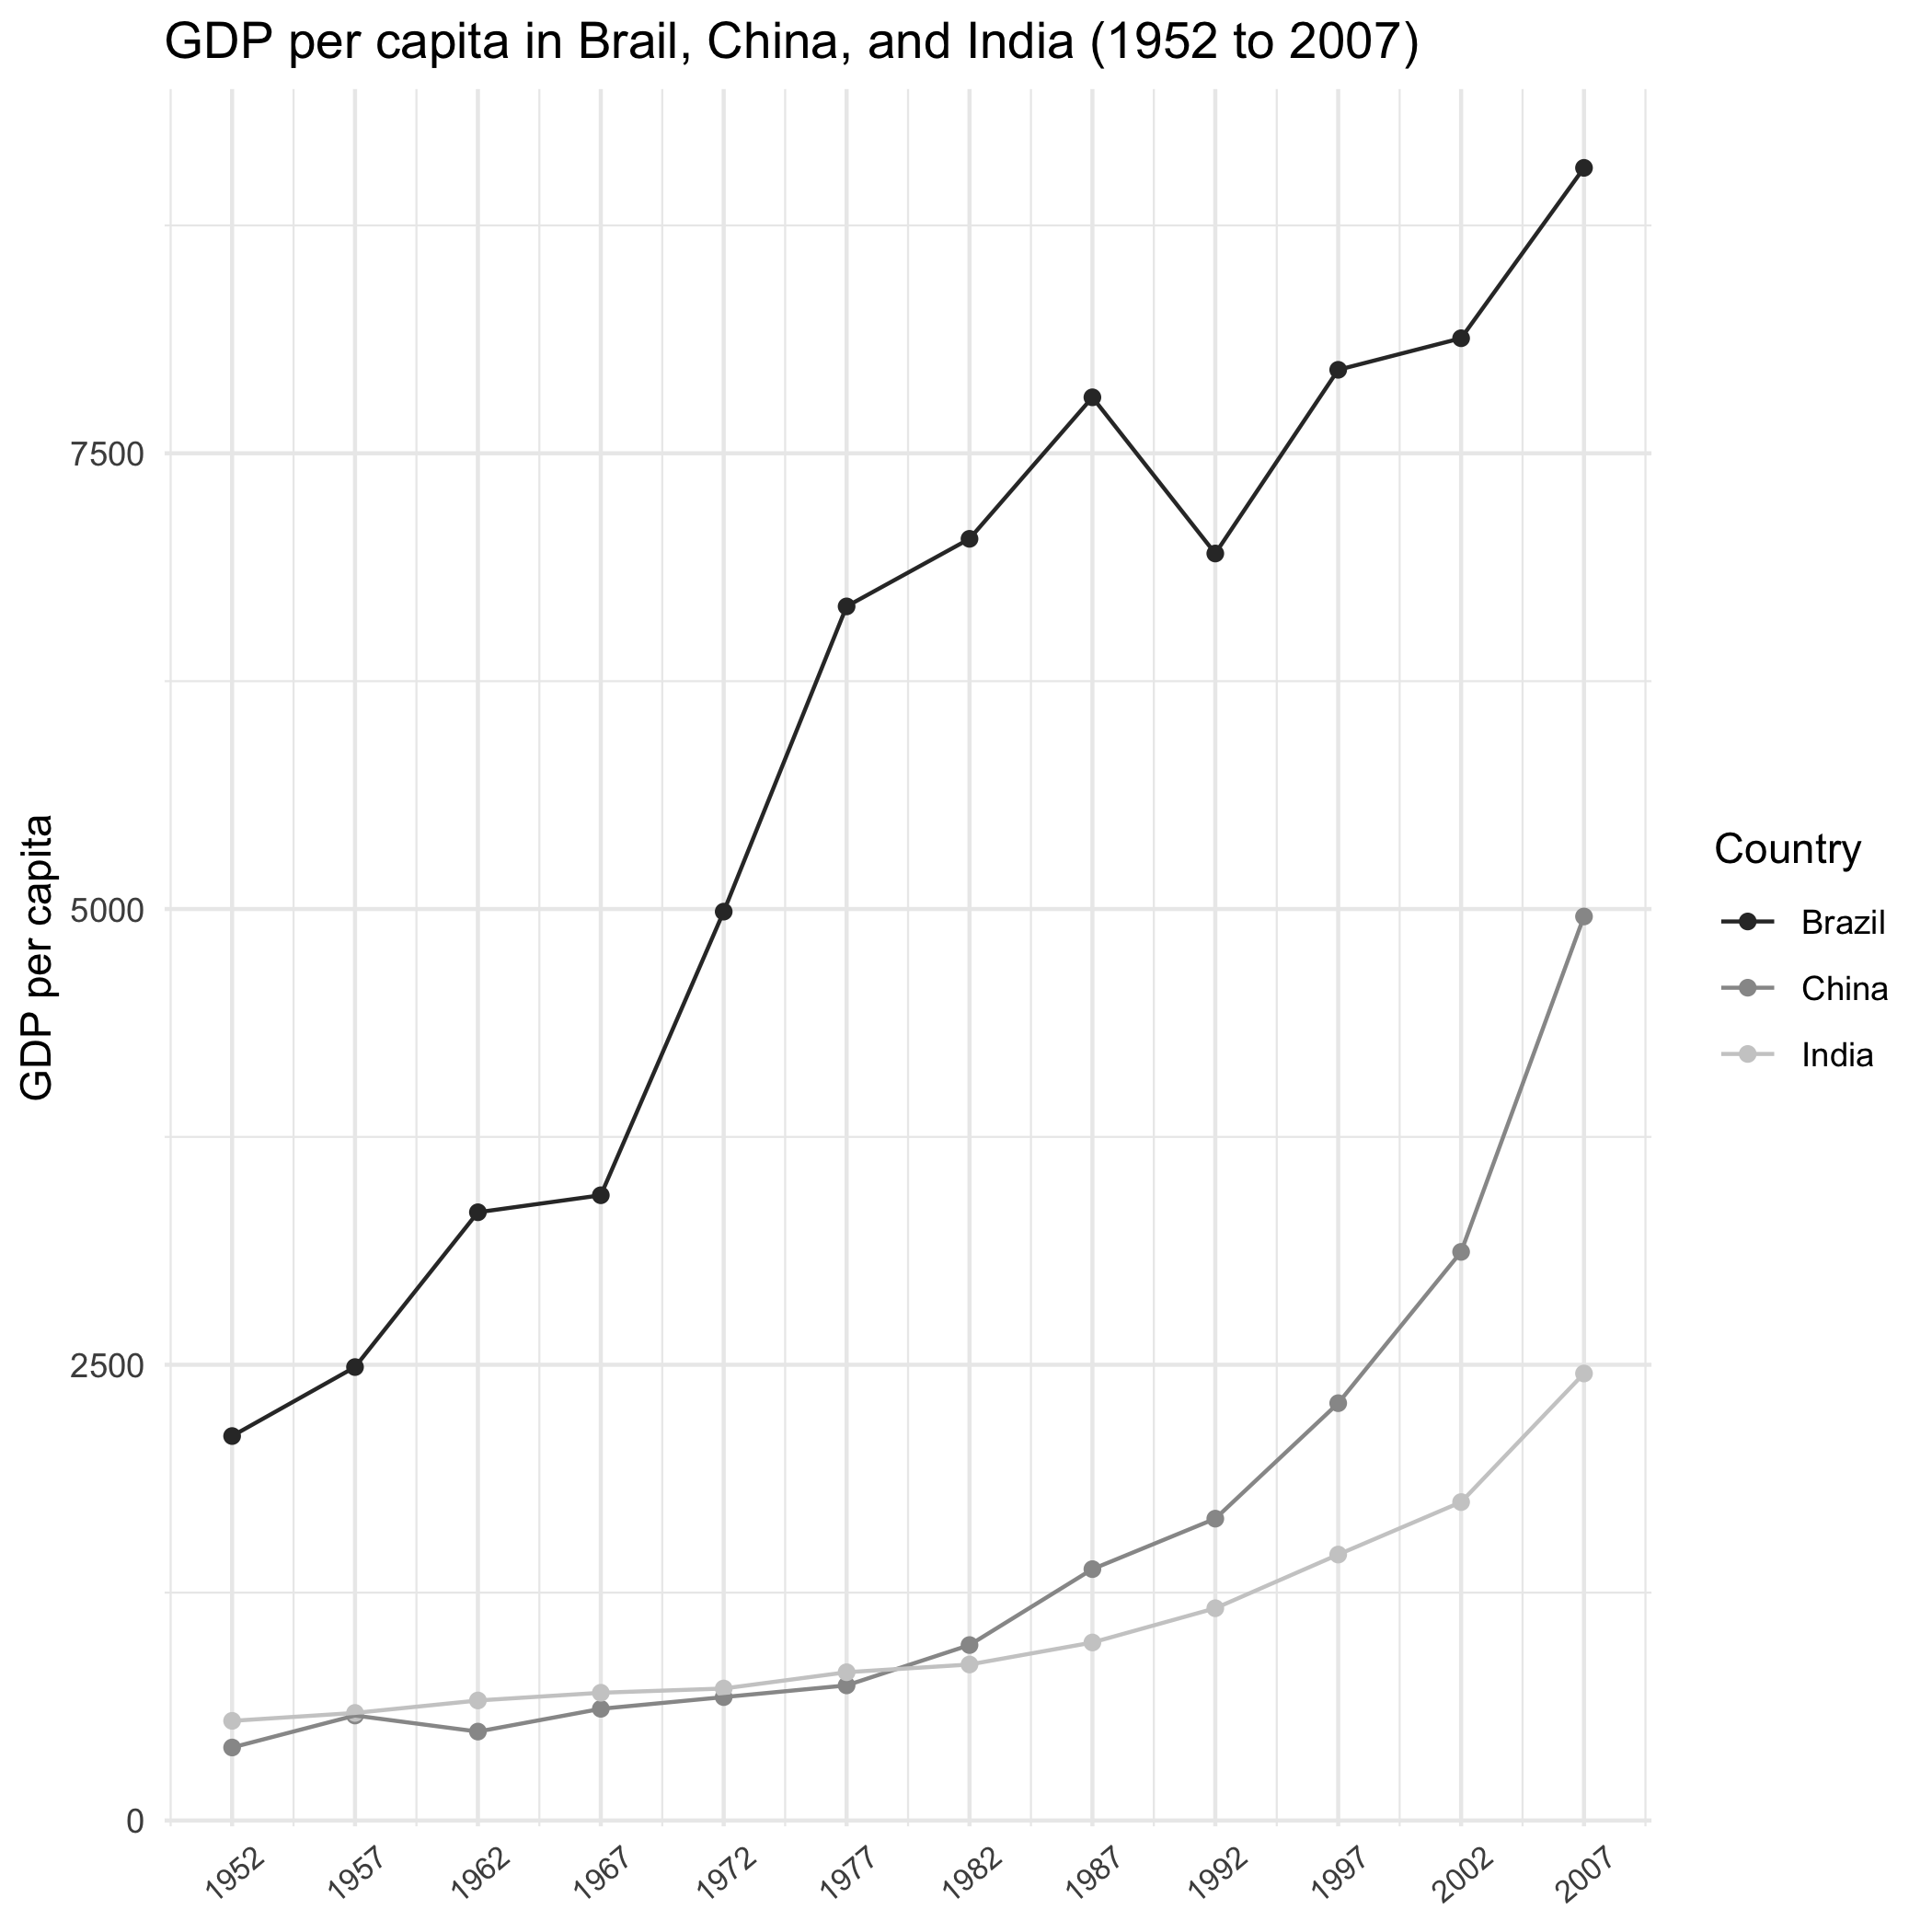 GDP per capita in Brail, China, and India (1952 to 2007)
GDP per capita
7500
5000
2500
0
1952
1957
1962
1967
1972
1977
1982
1987
1992
1997
2002
2007
Country
Brazil
China
India